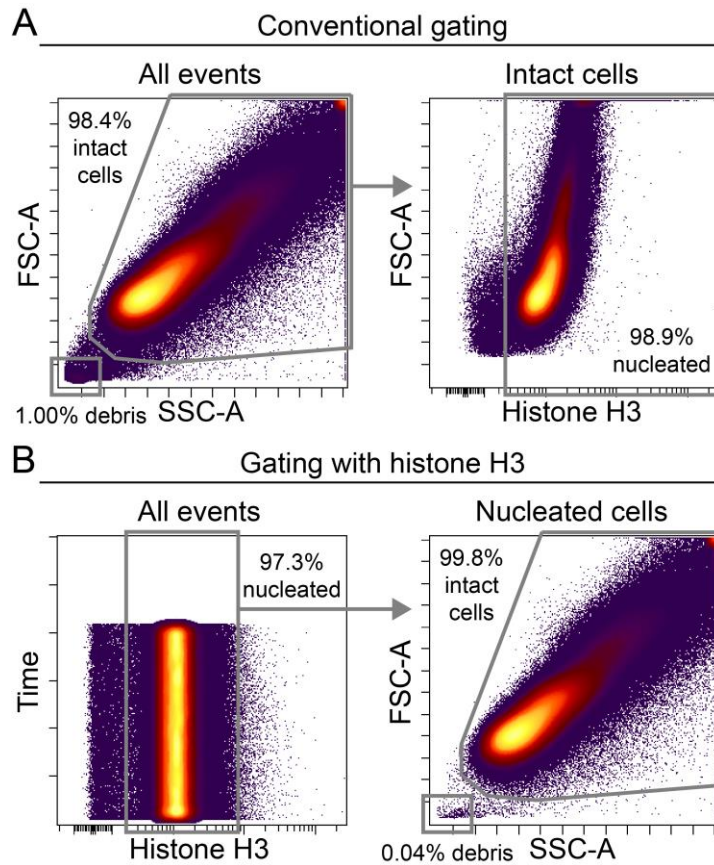 A
Conventional gating
All events
98.4%
intact
cells
FSC-A
1.00% debris
SSC-A
Intact cells
FSC-A
98.9%
nucleated
Histone H3
B
Gating with histone H3
All events
97.3%
nucleated
Time
Histone H3
Nucleated cells
99.8%
intact
cells
FSC-A
0.04% debris
SSC-A